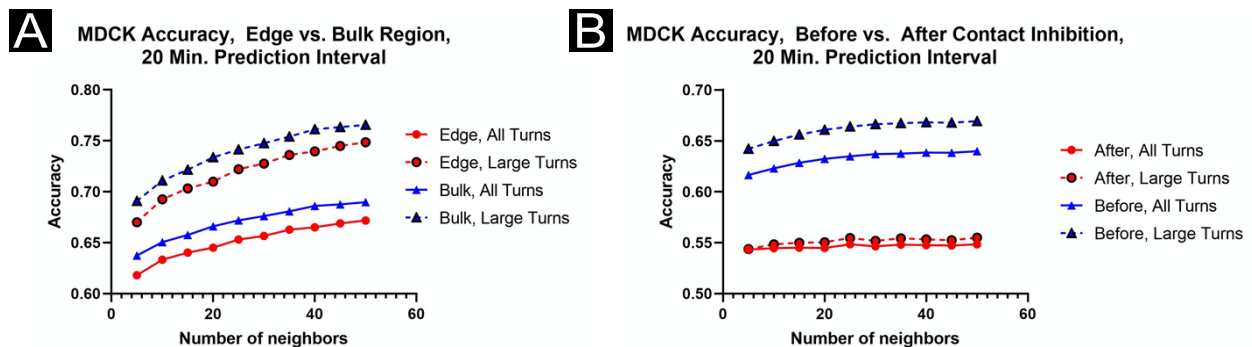 A
MDCK Accuracy, Edge vs. Bulk Region,
20 Min. Prediction Interval
Accuracy
0.80
0.75
0.70
0.65
0.60
0
20
40
60
Number of neighbors
Edge, All Turns
Edge, Large Turns
Bulk, All Turns
Bulk, Large Turns
B
MDCK Accuracy, Before vs. After Contact Inhibition,
20 Min. Prediction Interval
Accuracy
0.70
0.65
0.60
0.55
0.50
0
20
40
60
Number of neighbors
After, All Turns
After, Large Turns
Before, All Turns
Before, Large Turns